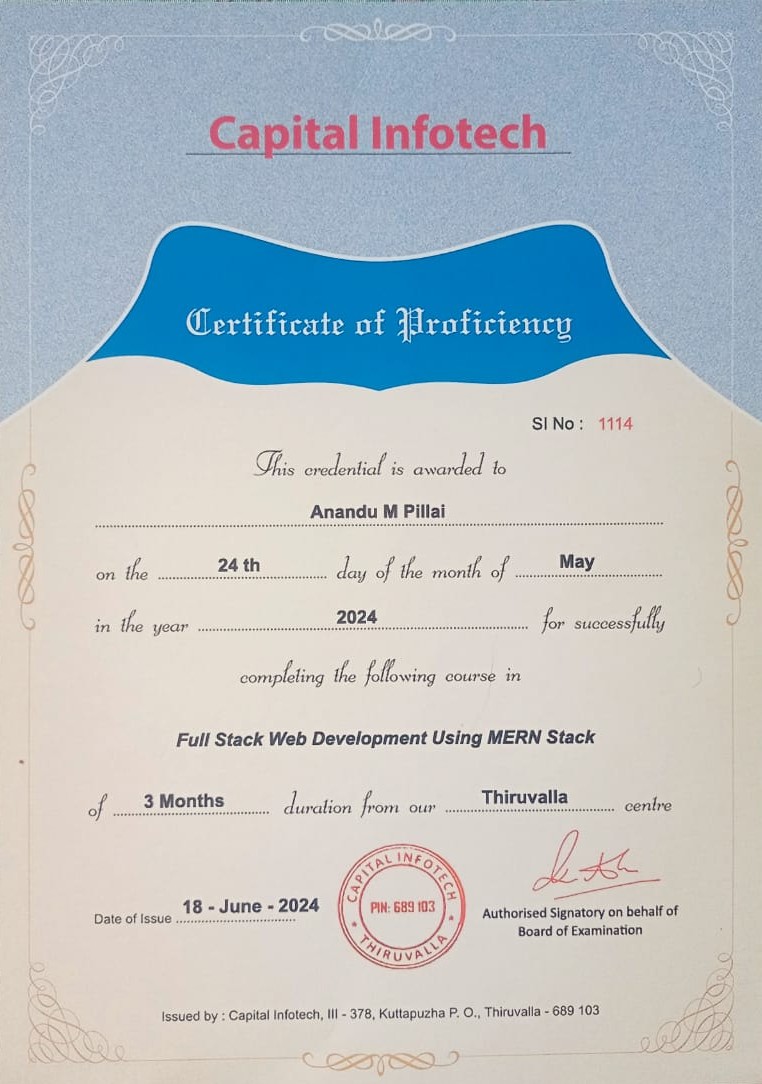 Capital Infotech
Certificate of Proficiency
Sl No : 1114
This credential is awarded to
Anandu M Pillai
on the 24 th day of the month of May
in the year 2024 for successfully
completing the following course in
Full Stack Web Development Using MERN Stack
of 3 Months duration from our Thiruvalla centre
CAPITAL INFOTECH
PIN: 689 103
THIRUVALLA
Date of Issue 18 - June - 2024
Authorised Signatory on behalf of
Board of Examination
Issued by : Capital Infotech, III - 378, Kuttapuzha P. O., Thiruvalla - 689 103